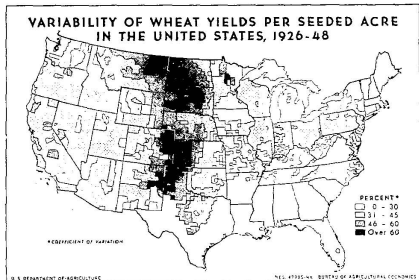 VARIABILITY OF WHEAT YIELDS PER SEEDED ACRE
IN THE UNITED STATES, 1926-48
PERCENT*
0 - 30
31 - 45
46 - 60
Over 60
*COEFFICIENT OF VARIATION
U. S. DEPARTMENT OF AGRICULTURE
BUREAU OF AGRICULTURAL ECONOMICS